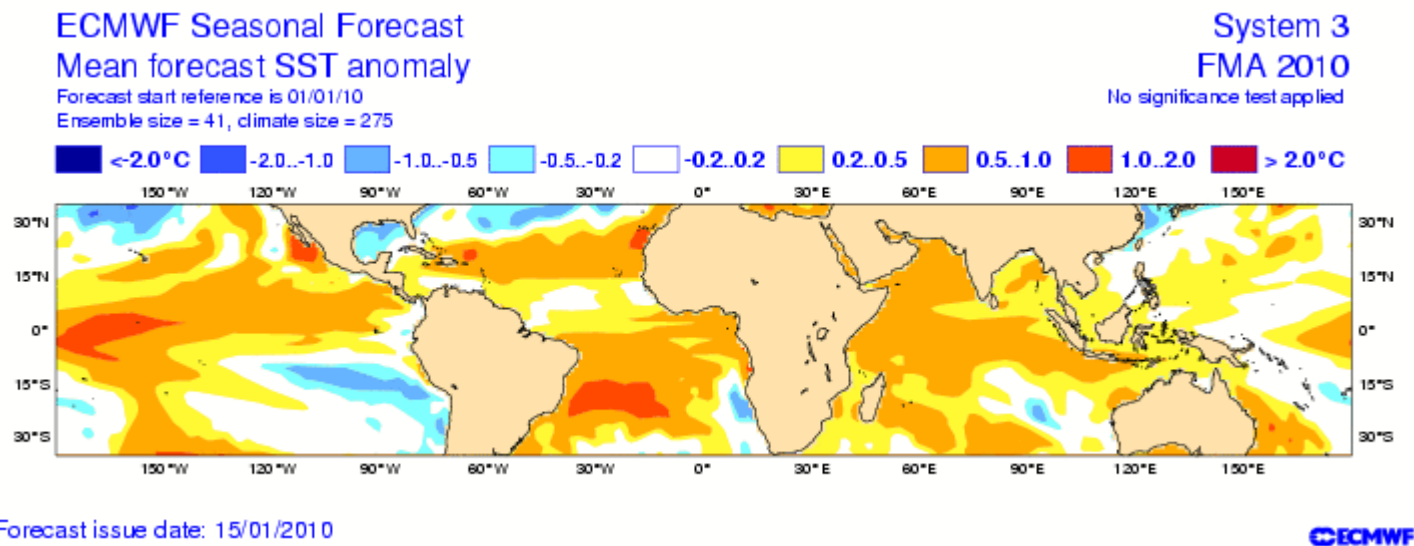 ECMWF Seasonal Forecast
System 3
Mean forecast SST anomaly
FMA 2010
Forecast start reference is 01/01/10
No significance test applied
Ensemble size = 41, climate size = 275
<-2.0°C -2.0..-1.0 -1.0..-0.5 -0.5..-0.2 -0.2..0.2 0.2..0.5 0.5..1.0 1.0..2.0 > 2.0°C
150°W 120°W 90°W 60°W 30°W 0° 30°E 60°E 90°E 120°E 150°E
30°N 30°N
15°N 15°N
0° 0°
15°S 15°S
30°S 30°S
150°W 120°W 90°W 60°W 30°W 0° 30°E 60°E 90°E 120°E 150°E
Forecast issue date: 15/01/2010
ECMWF